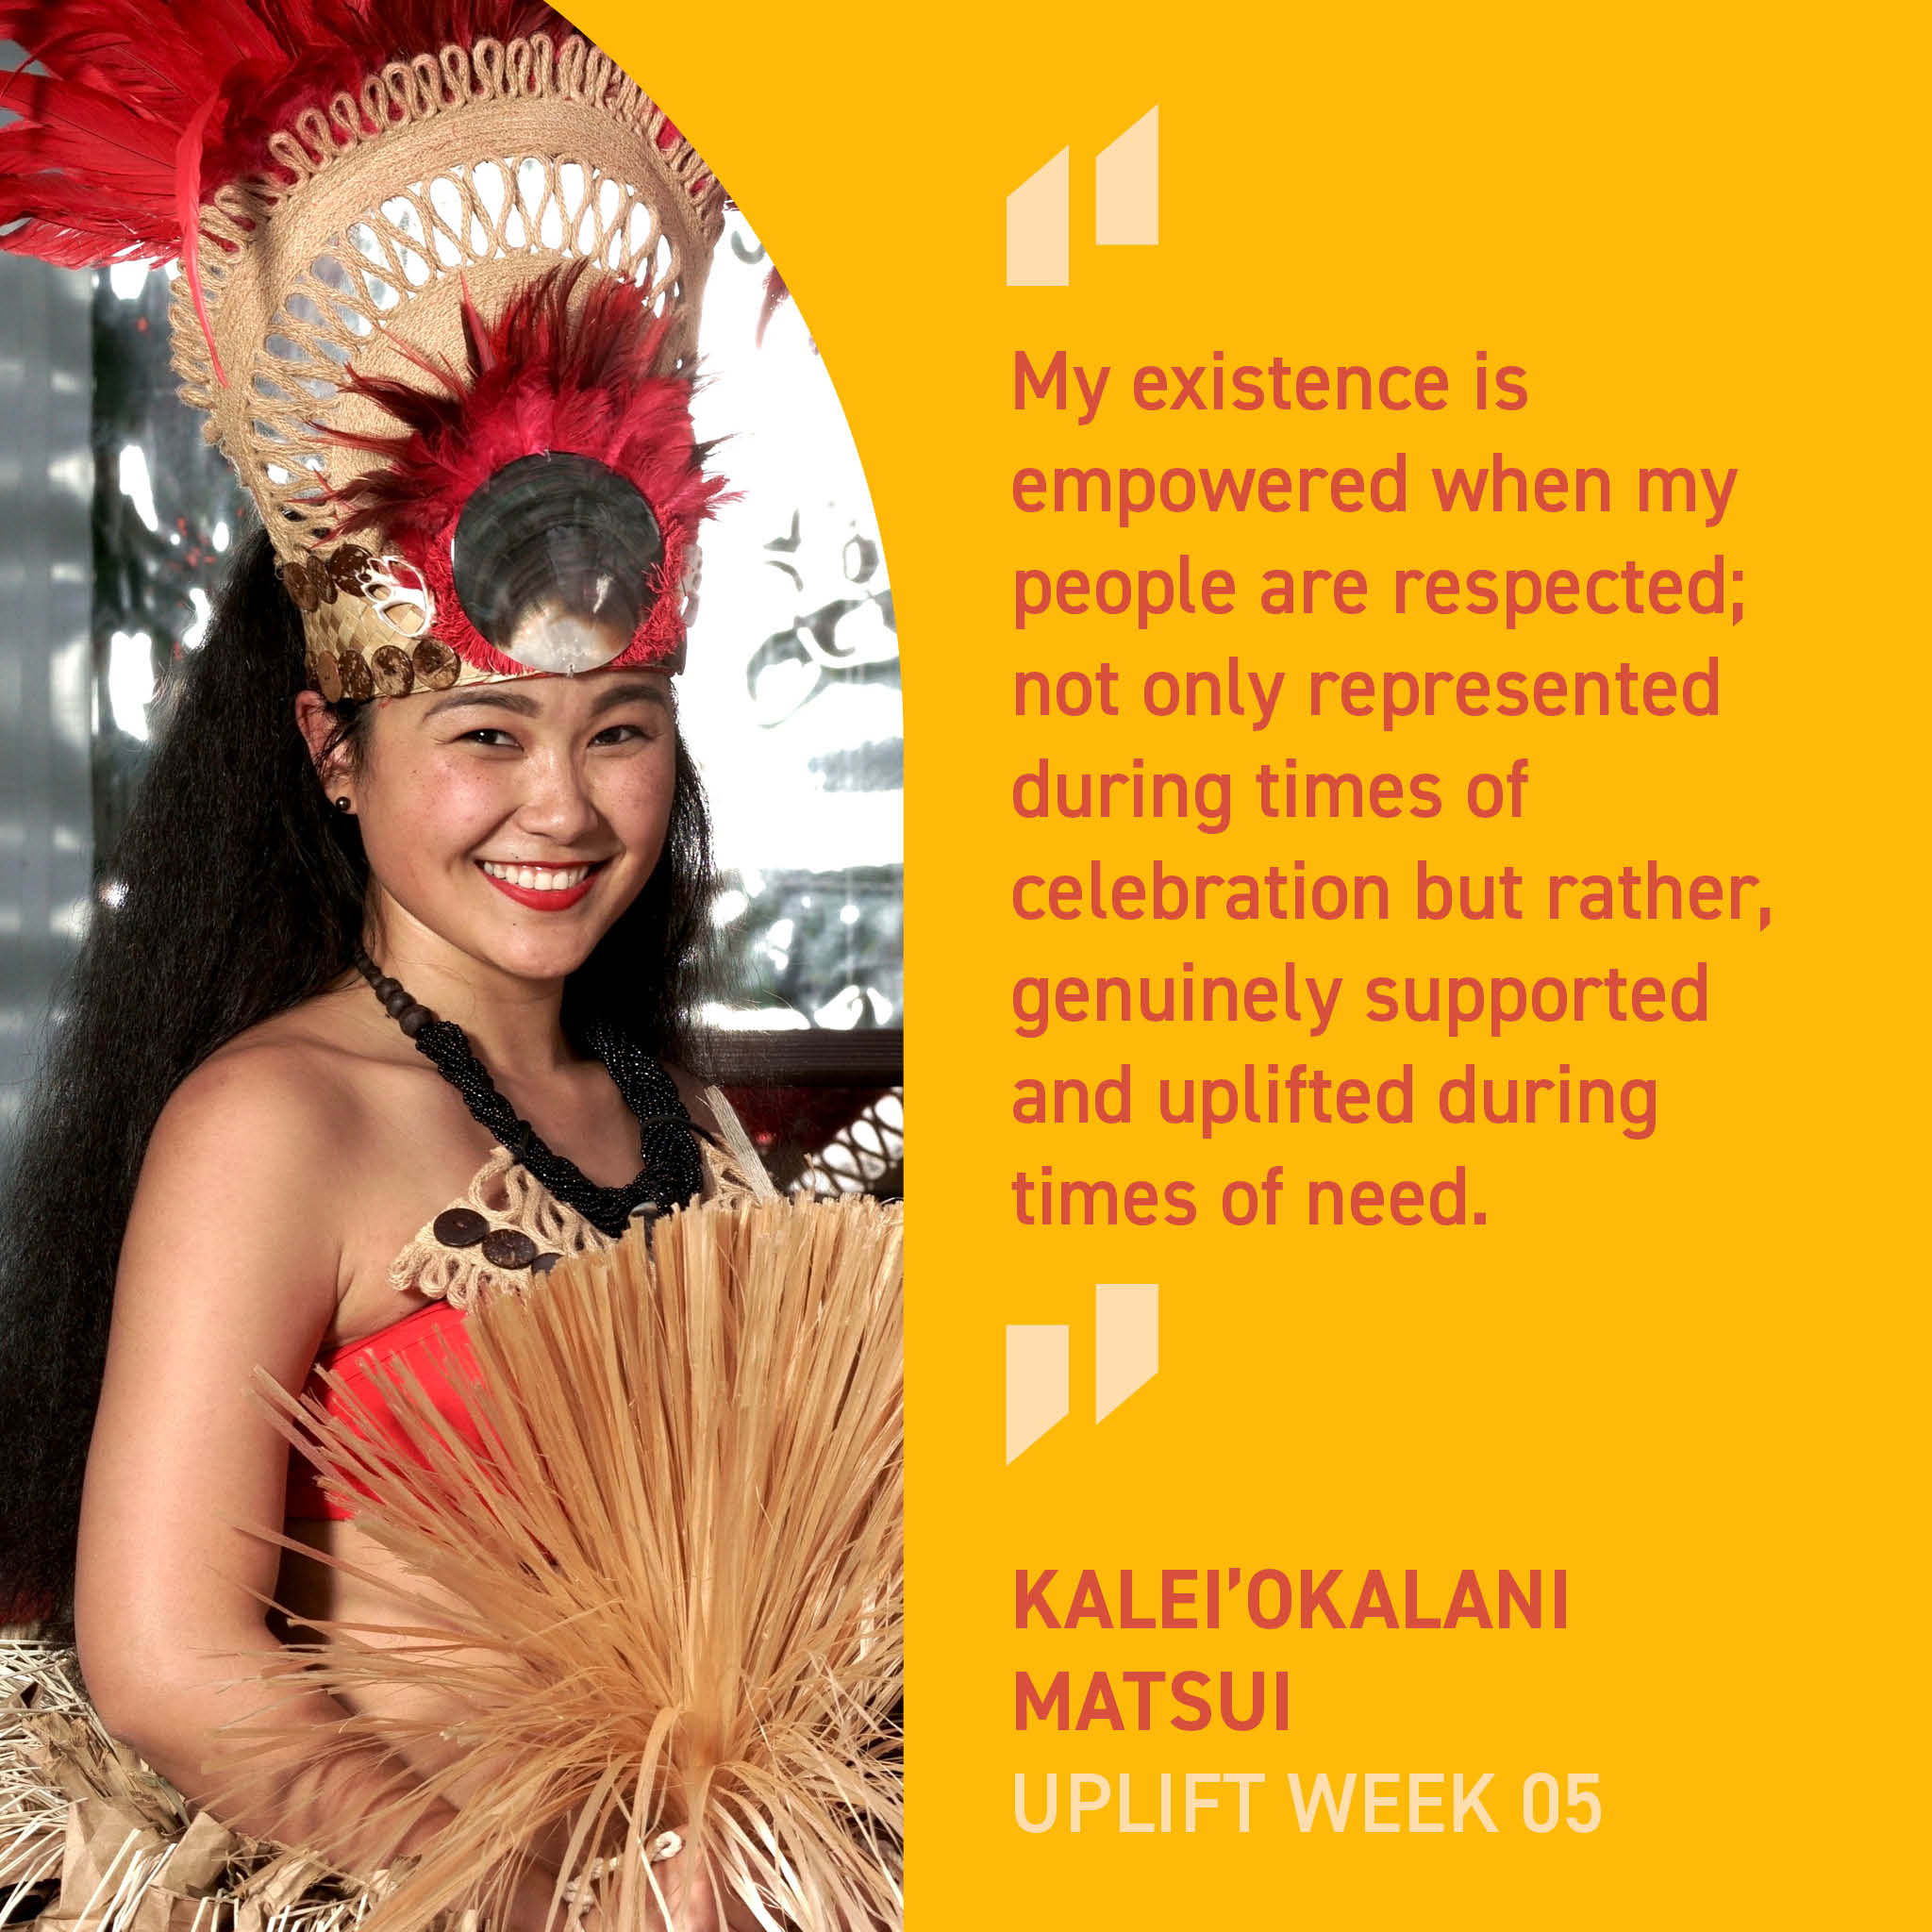 My existence is
empowered when my
people are respected;
not only represented
during times of
celebration but rather,
genuinely supported
and uplifted during
times of need.
KALEI’OKALANI
MATSUI
UPLIFT WEEK 05